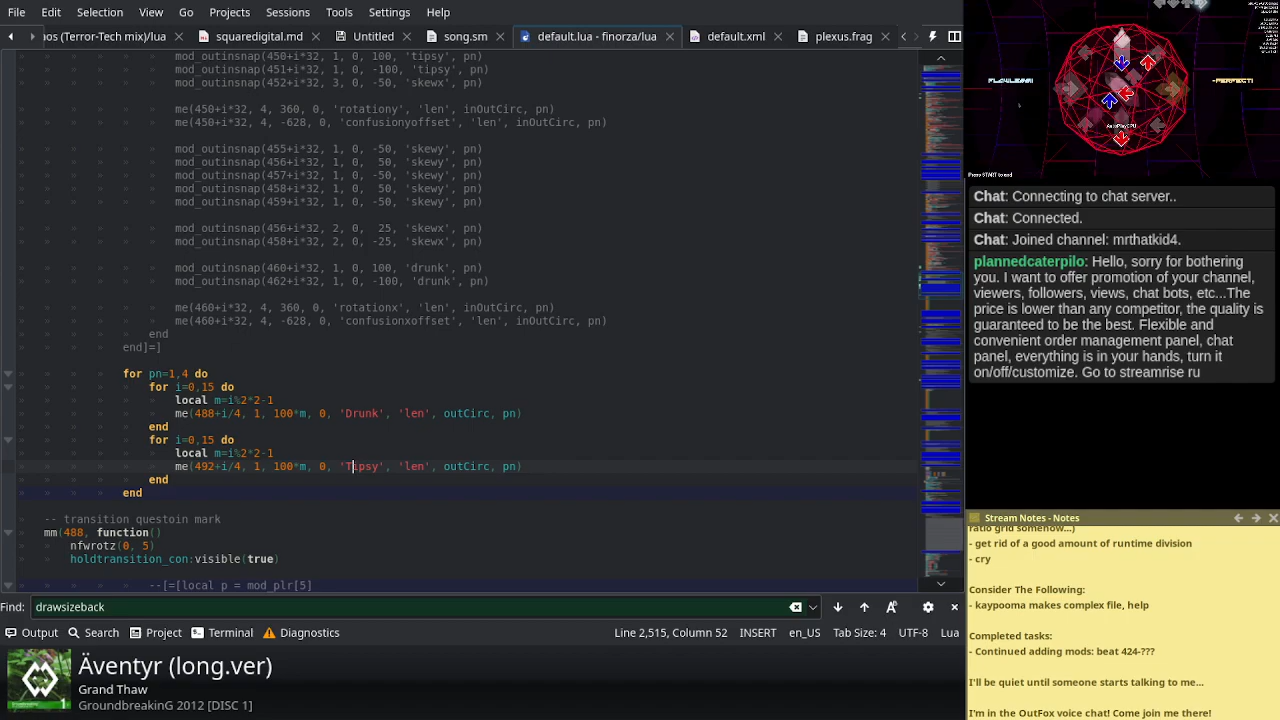 File Edit Selection View Go Projects Sessions Tools Settings Help
ɒs (Terror-Tech mix)/lua
squaredigital.mu
Untitled
song.sm
default.lua - finorza/lua
default.xml
plexus.frag
mod_outinsnap(450+i*32, 1, 0, 100, 'tipsy', pn)
mod_outinsnap(451+i*32, 1, 0, -100, 'tipsy', pn)
mod_outinsnap(452+i*32, 1, 0, -50, 'skewy', pn)
me(450+i*32, 4, 360, 0, 'rotationy', 'len', inOutCirc, pn)
me(450+i*32, 4, -628, 0, 'confusionyoffset', 'len', inOutCirc, pn)
mod_outinsnap(455+i*32, 1, 0, -50, 'skewy', pn)
mod_outinsnap(456+i*32, 1, 0, -50, 'skewy', pn)
mod_outinsnap(457+i*32, 1, 0, -50, 'skewy', pn)
mod_outinsnap(458+i*32, 1, 0, -50, 'skewy', pn)
mod_outinsnap(459+i*32, 1, 0, -50, 'skewy', pn)
mod_outinsnap(456+i*32, 1, 0, 25, 'skewx', pn)
mod_outinsnap(458+i*32, 1, 0, -25, 'skewx', pn)
mod_outinsnap(460+i*32, 1, 0, 100, 'drunk', pn)
mod_outinsnap(462+i*32, 1, 0, -100, 'drunk', pn)
me(460+i*32, 4, 360, 0, 'rotationx', 'len', inOutCirc, pn)
me(460+i*32, 4, -628, 0, 'confusionxoffset', 'len', inOutCirc, pn)
end
end]=]
for pn=1,4 do
for i=0,15 do
local m=i%2*2-1
me(488+i/4, 1, 100*m, 0, 'Drunk', 'len', outCirc, pn)
end
for i=0,15 do
local m=i%2*2-1
me(492+i/4, 1, 100*m, 0, 'Tipsy', 'len', outCirc, pn)
end
end
-- transition questoin mark
mm(488, function()
nfwrotz(0, 5)
holdtransition_con:visible(true)
--[=[local p = mod_plr[5]
Find: drawsizeback
Output Search Project Terminal Diagnostics
Line 2,515, Column 52 INSERT en_US Tab Size: 4 UTF-8 Lua
Äventyr (long.ver)
Grand Thaw
GroundbreakinG 2012 [DISC 1]
-PERFECT!
AutoPlayCPU
Press START to end
Chat: Connecting to chat server..
Chat: Connected.
Chat: Joined channel: mrthatkid4.
plannedcaterpilo: Hello, sorry for bothering
you. I want to offer promotion of your channel,
viewers, followers, views, chat bots, etc...The
price is lower than any competitor, the quality is
guaranteed to be the best. Flexible and
convenient order management panel, chat
panel, everything is in your hands, turn it
on/off/customize. Go to streamrise ru
Stream Notes - Notes
ratio grid somehow...)
- get rid of a good amount of runtime division
- cry
Consider The Following:
- kaypooma makes complex file, help
Completed tasks:
- Continued adding mods: beat 424-???
I'll be quiet until someone starts talking to me...
I'm in the OutFox voice chat! Come join me there!